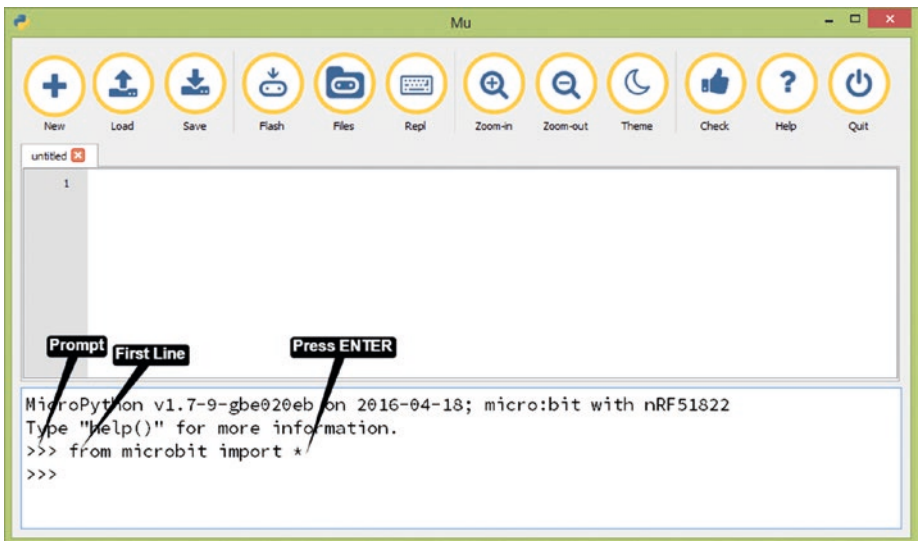 Mu
New Load Save Flash Files Repl Zoom-in Zoom-out Theme Check Help Quit
untitled
1
Prompt First Line Press ENTER
MicroPython v1.7-9-gbe020eb on 2016-04-18; micro:bit with nRF51822
Type "help()" for more information.
>>> from microbit import *
>>>